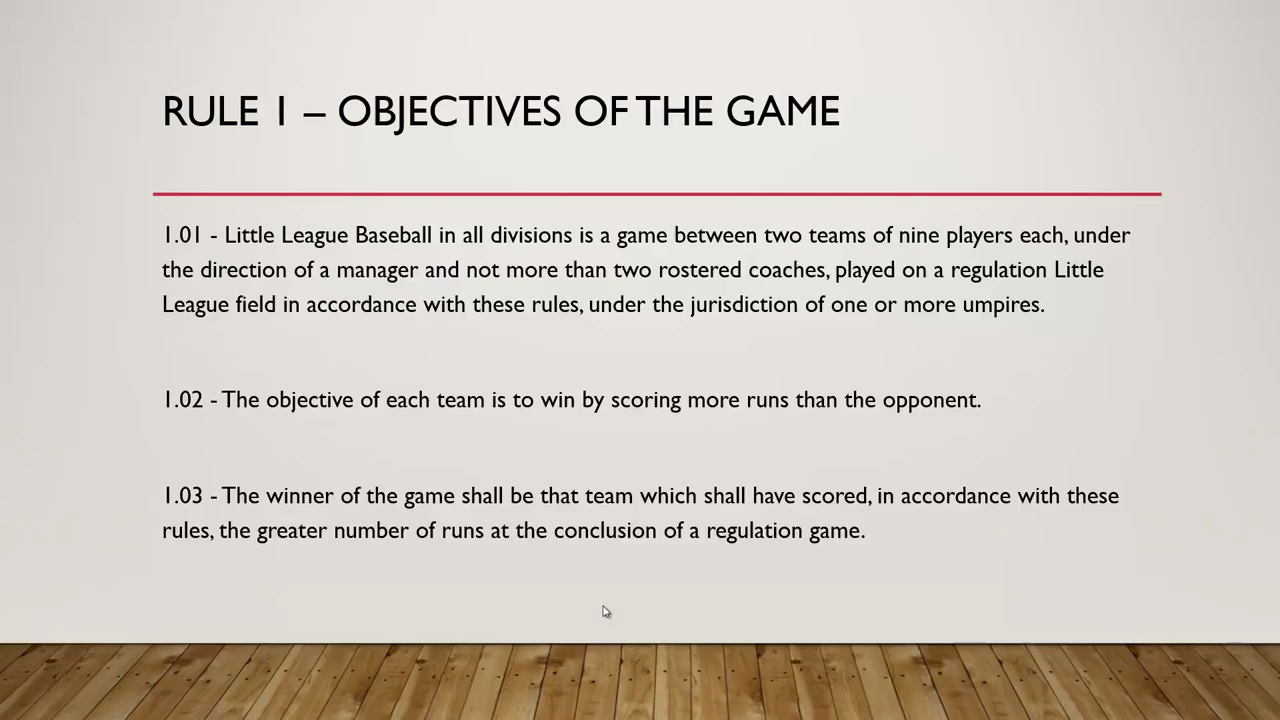 RULE 1 – OBJECTIVES OF THE GAME
1.01 - Little League Baseball in all divisions is a game between two teams of nine players each, under
the direction of a manager and not more than two rostered coaches, played on a regulation Little
League field in accordance with these rules, under the jurisdiction of one or more umpires.
1.02 - The objective of each team is to win by scoring more runs than the opponent.
1.03 - The winner of the game shall be that team which shall have scored, in accordance with these
rules, the greater number of runs at the conclusion of a regulation game.